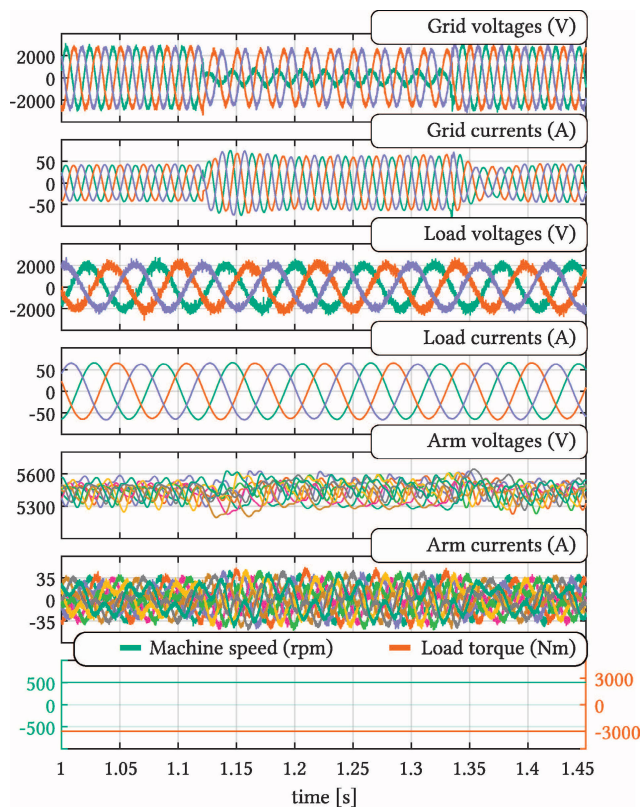 Grid voltages (V)
2000
0
-2000
Grid currents (A)
50
0
-50
Load voltages (V)
2000
0
-2000
Load currents (A)
50
0
-50
Arm voltages (V)
5600
5300
Arm currents (A)
35
0
-35
Machine speed (rpm) Load torque (Nm)
500 3000
0 0
-500 -3000
1 1.05 1.1 1.15 1.2 1.25 1.3 1.35 1.4 1.45
time [s]